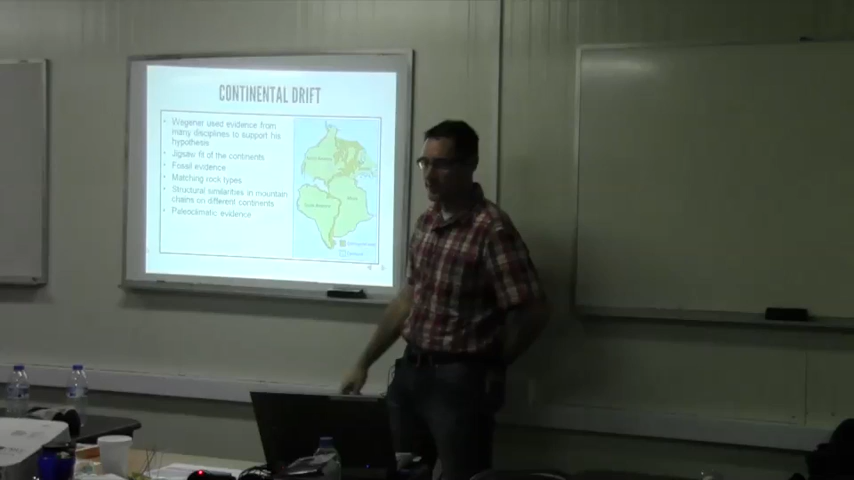 CONTINENTAL DRIFT
• Wegener used evidence from
many disciplines to support his
hypothesis
• Jigsaw fit of the continents
• Fossil evidence
• Matching rock types
• Structural similarities in mountain
chains on different continents
• Paleoclimatic evidence